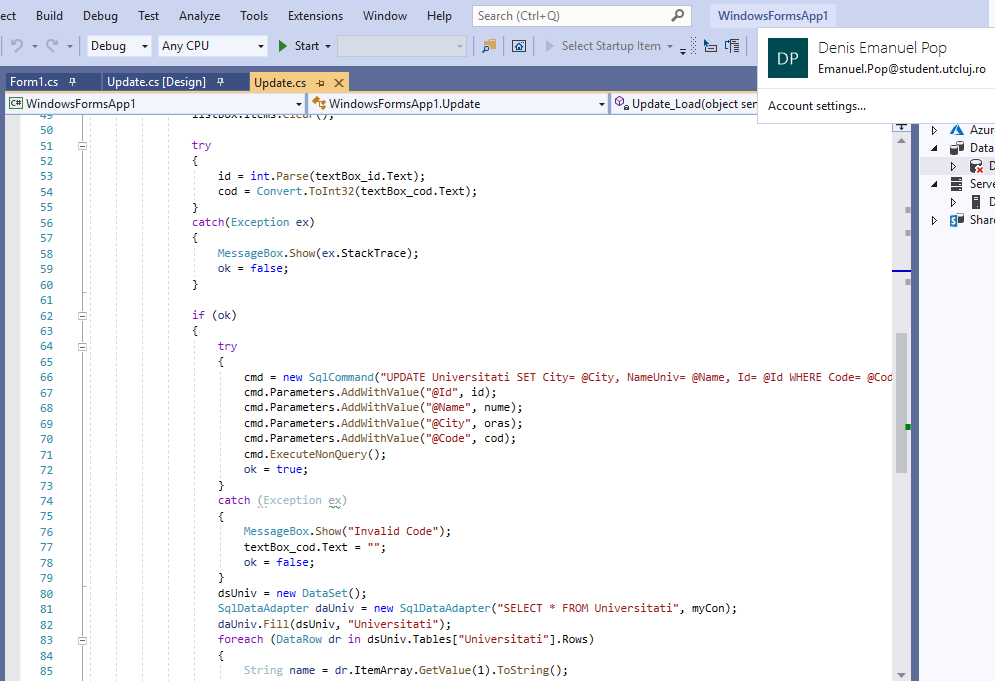 ect Build Debug Test Analyze Tools Extensions Window Help Search (Ctrl+Q) WindowsFormsApp1
Debug Any CPU Start Select Startup Item
DP Denis Emanuel Pop
Emanuel.Pop@student.utcluj.ro
Account settings...
Form1.cs Update.cs [Design] Update.cs
C# WindowsFormsApp1 WindowsFormsApp1.Update Update_Load(object ser
Azur
Data
D
Serve
D
Share
49 listBox.Items.Clear();
50
51 try
52 {
53 id = int.Parse(textBox_id.Text);
54 cod = Convert.ToInt32(textBox_cod.Text);
55 }
56 catch(Exception ex)
57 {
58 MessageBox.Show(ex.StackTrace);
59 ok = false;
60 }
61
62 if (ok)
63 {
64 try
65 {
66 cmd = new SqlCommand("UPDATE Universitati SET City= @City, NameUniv= @Name, Id= @Id WHERE Code= @Cod
67 cmd.Parameters.AddWithValue("@Id", id);
68 cmd.Parameters.AddWithValue("@Name", nume);
69 cmd.Parameters.AddWithValue("@City", oras);
70 cmd.Parameters.AddWithValue("@Code", cod);
71 cmd.ExecuteNonQuery();
72 ok = true;
73 }
74 catch (Exception ex)
75 {
76 MessageBox.Show("Invalid Code");
77 textBox_cod.Text = "";
78 ok = false;
79 }
80 dsUniv = new DataSet();
81 SqlDataAdapter daUniv = new SqlDataAdapter("SELECT * FROM Universitati", myCon);
82 daUniv.Fill(dsUniv, "Universitati");
83 foreach (DataRow dr in dsUniv.Tables["Universitati"].Rows)
84 {
85 String name = dr.ItemArray.GetValue(1).ToString();